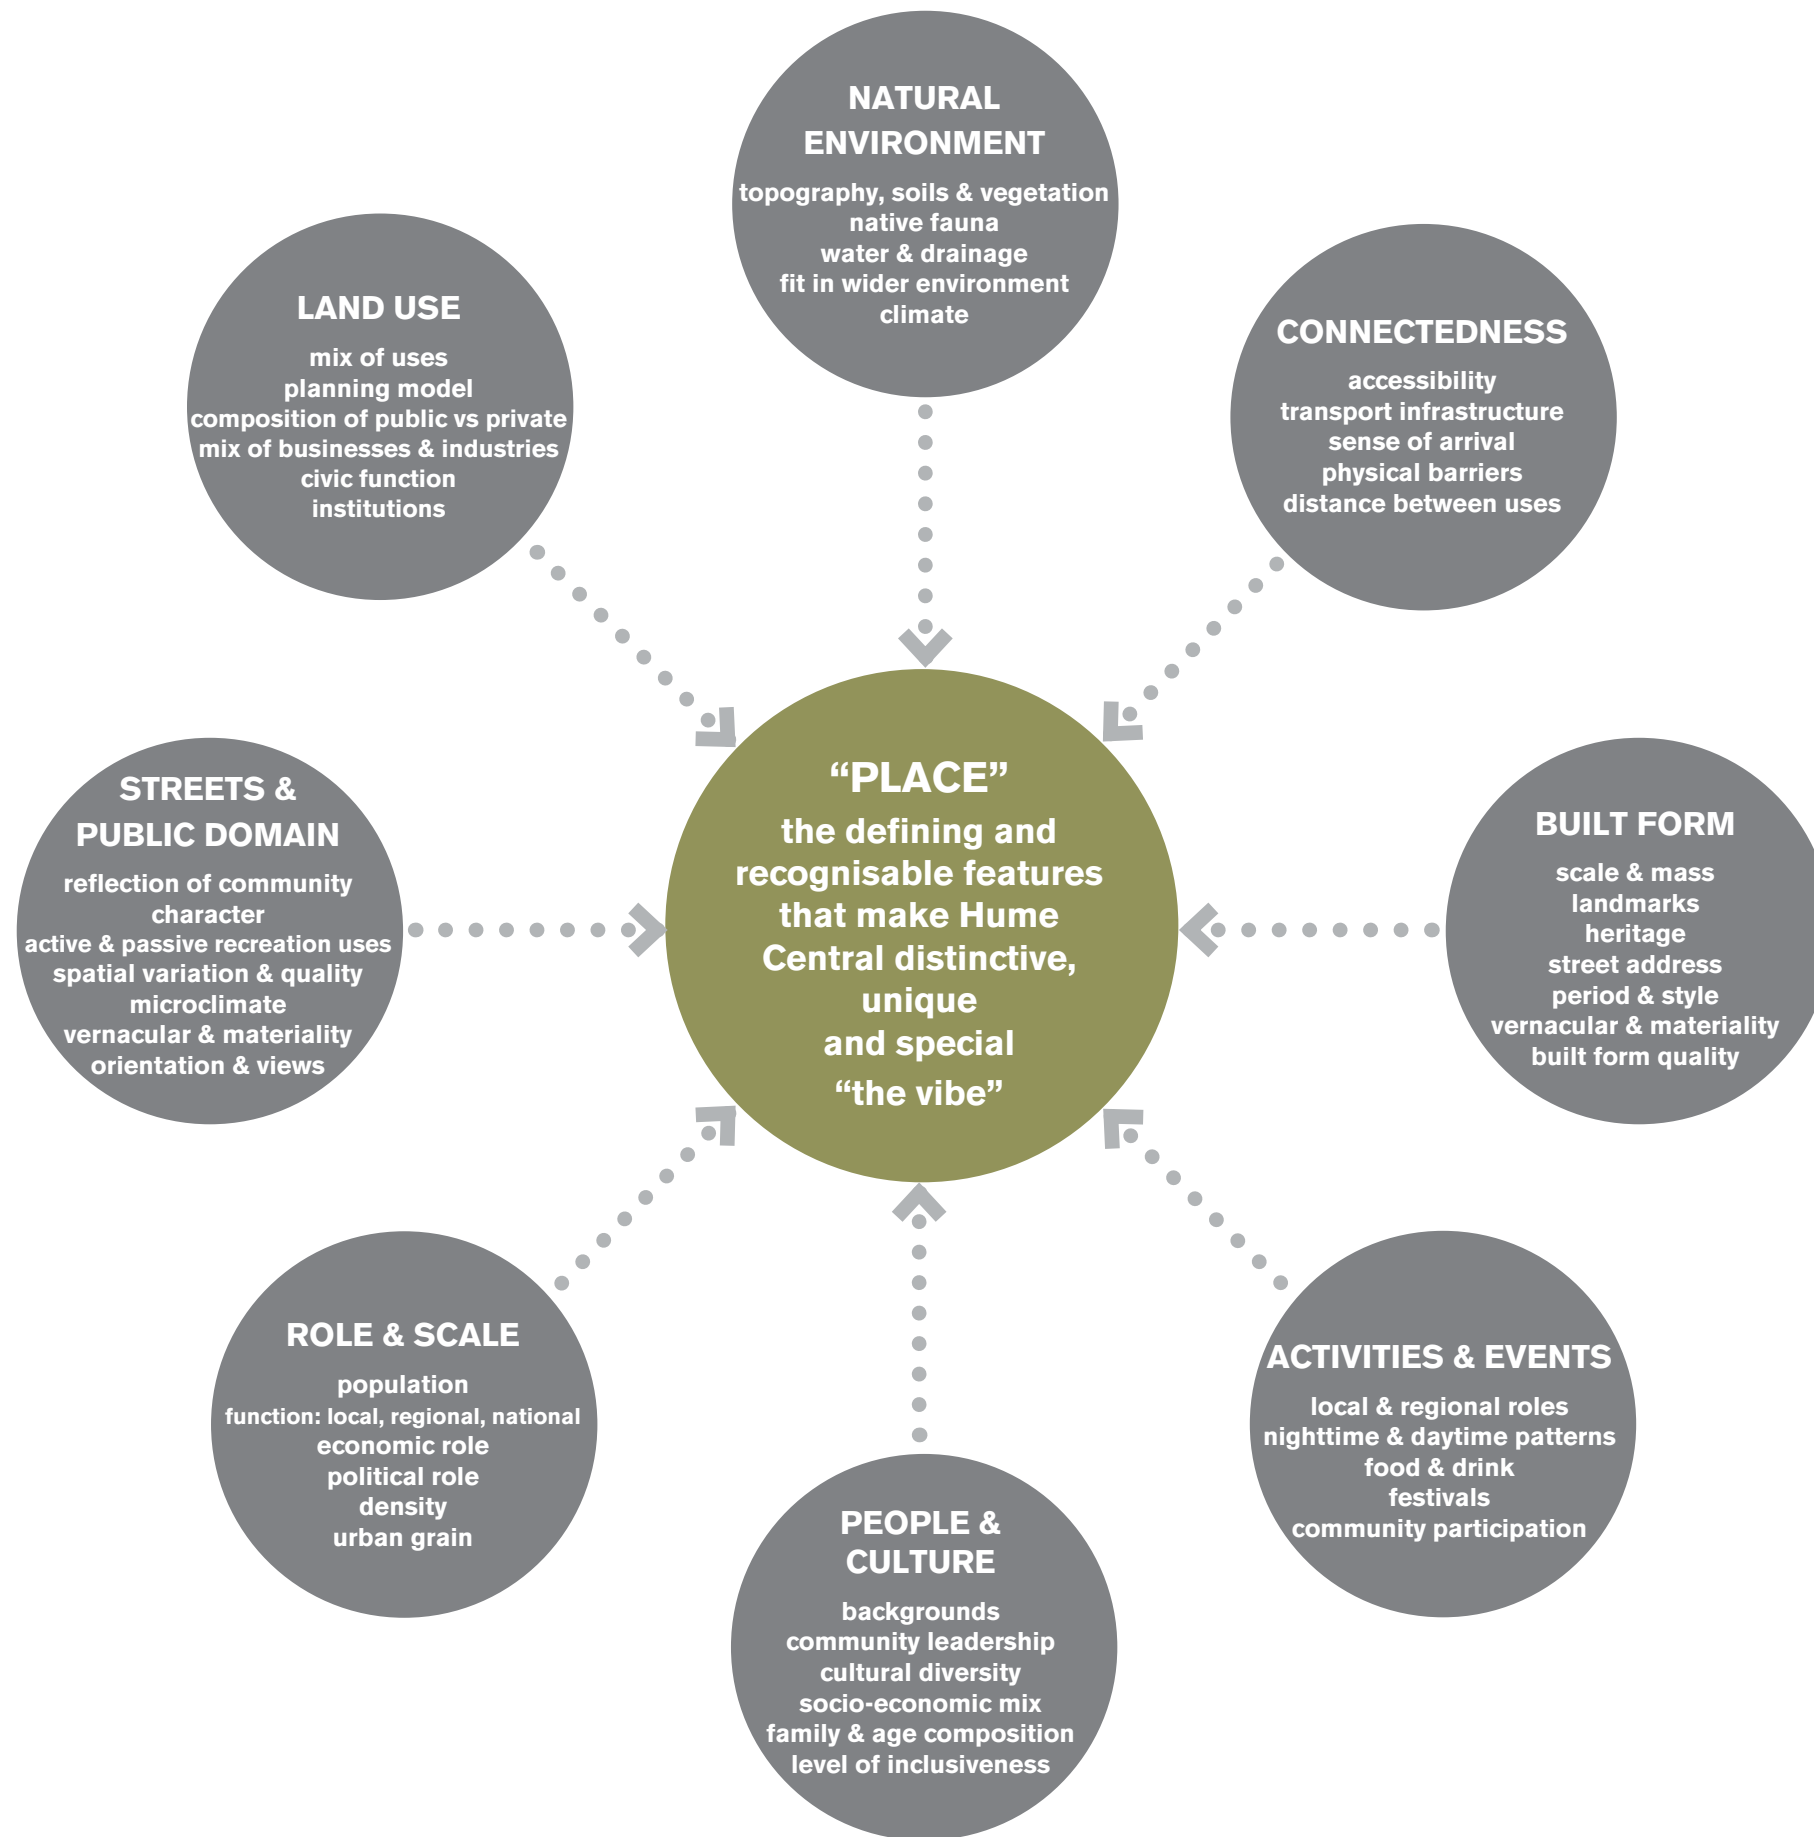 NATURAL
ENVIRONMENT
topography, soils & vegetation
native fauna
water & drainage
fit in wider environment
climate
LAND USE
mix of uses
planning model
composition of public vs private
mix of businesses & industries
civic function
institutions
CONNECTEDNESS
accessibility
transport infrastructure
sense of arrival
physical barriers
distance between uses
STREETS &
PUBLIC DOMAIN
reflection of community
character
active & passive recreation uses
spatial variation & quality
microclimate
vernacular & materiality
orientation & views
“PLACE”
the defining and
recognisable features
that make Hume
Central distinctive,
unique
and special
“the vibe”
BUILT FORM
scale & mass
landmarks
heritage
street address
period & style
vernacular & materiality
built form quality
ROLE & SCALE
population
function: local, regional, national
economic role
political role
density
urban grain
ACTIVITIES & EVENTS
local & regional roles
nighttime & daytime patterns
food & drink
festivals
community participation
PEOPLE &
CULTURE
backgrounds
community leadership
cultural diversity
socio-economic mix
family & age composition
level of inclusiveness